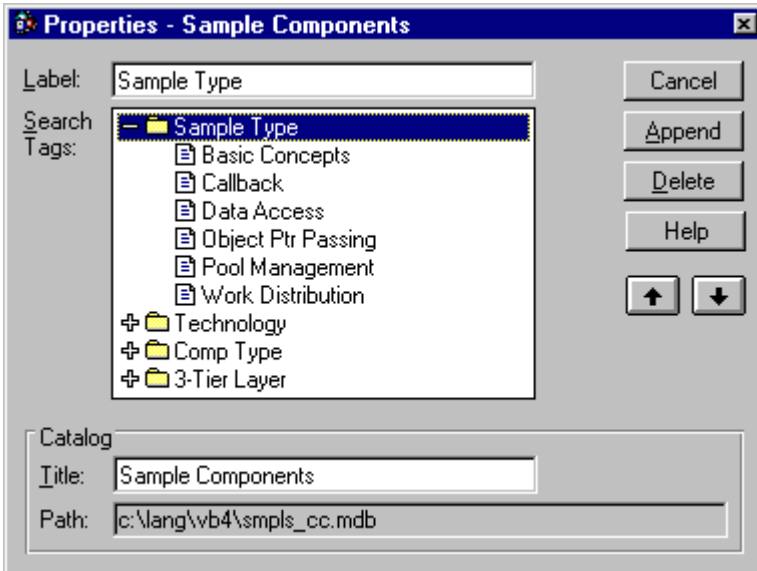 Properties - Sample Components
Label: Sample Type Cancel
Search Tags: Sample Type Append
Basic Concepts
Callback Delete
Data Access
Object Ptr Passing Help
Pool Management
Work Distribution
Technology
Comp Type
3-Tier Layer
Catalog
Title: Sample Components
Path: c:\lang\vb4\smpls_cc.mdb